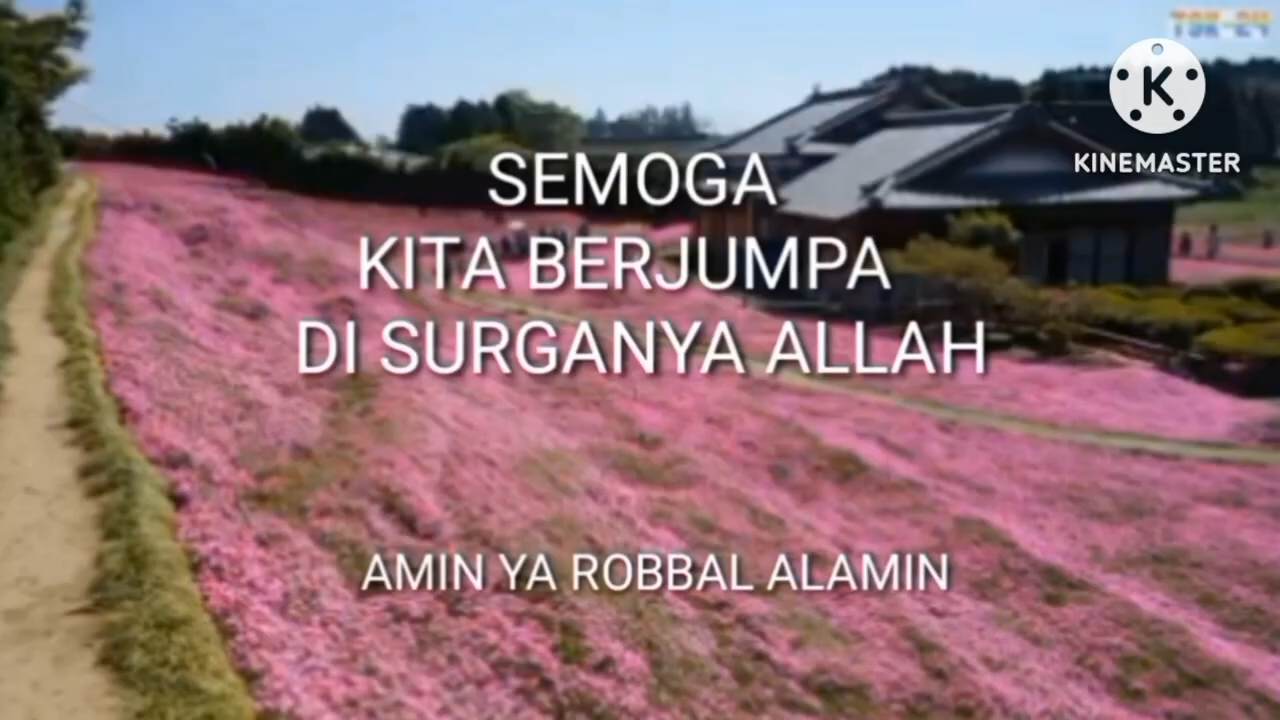 KINEMASTER
SEMOGA
KITA BERJUMPA
DI SURGANYA ALLAH
AMIN YA ROBBAL ALAMIN